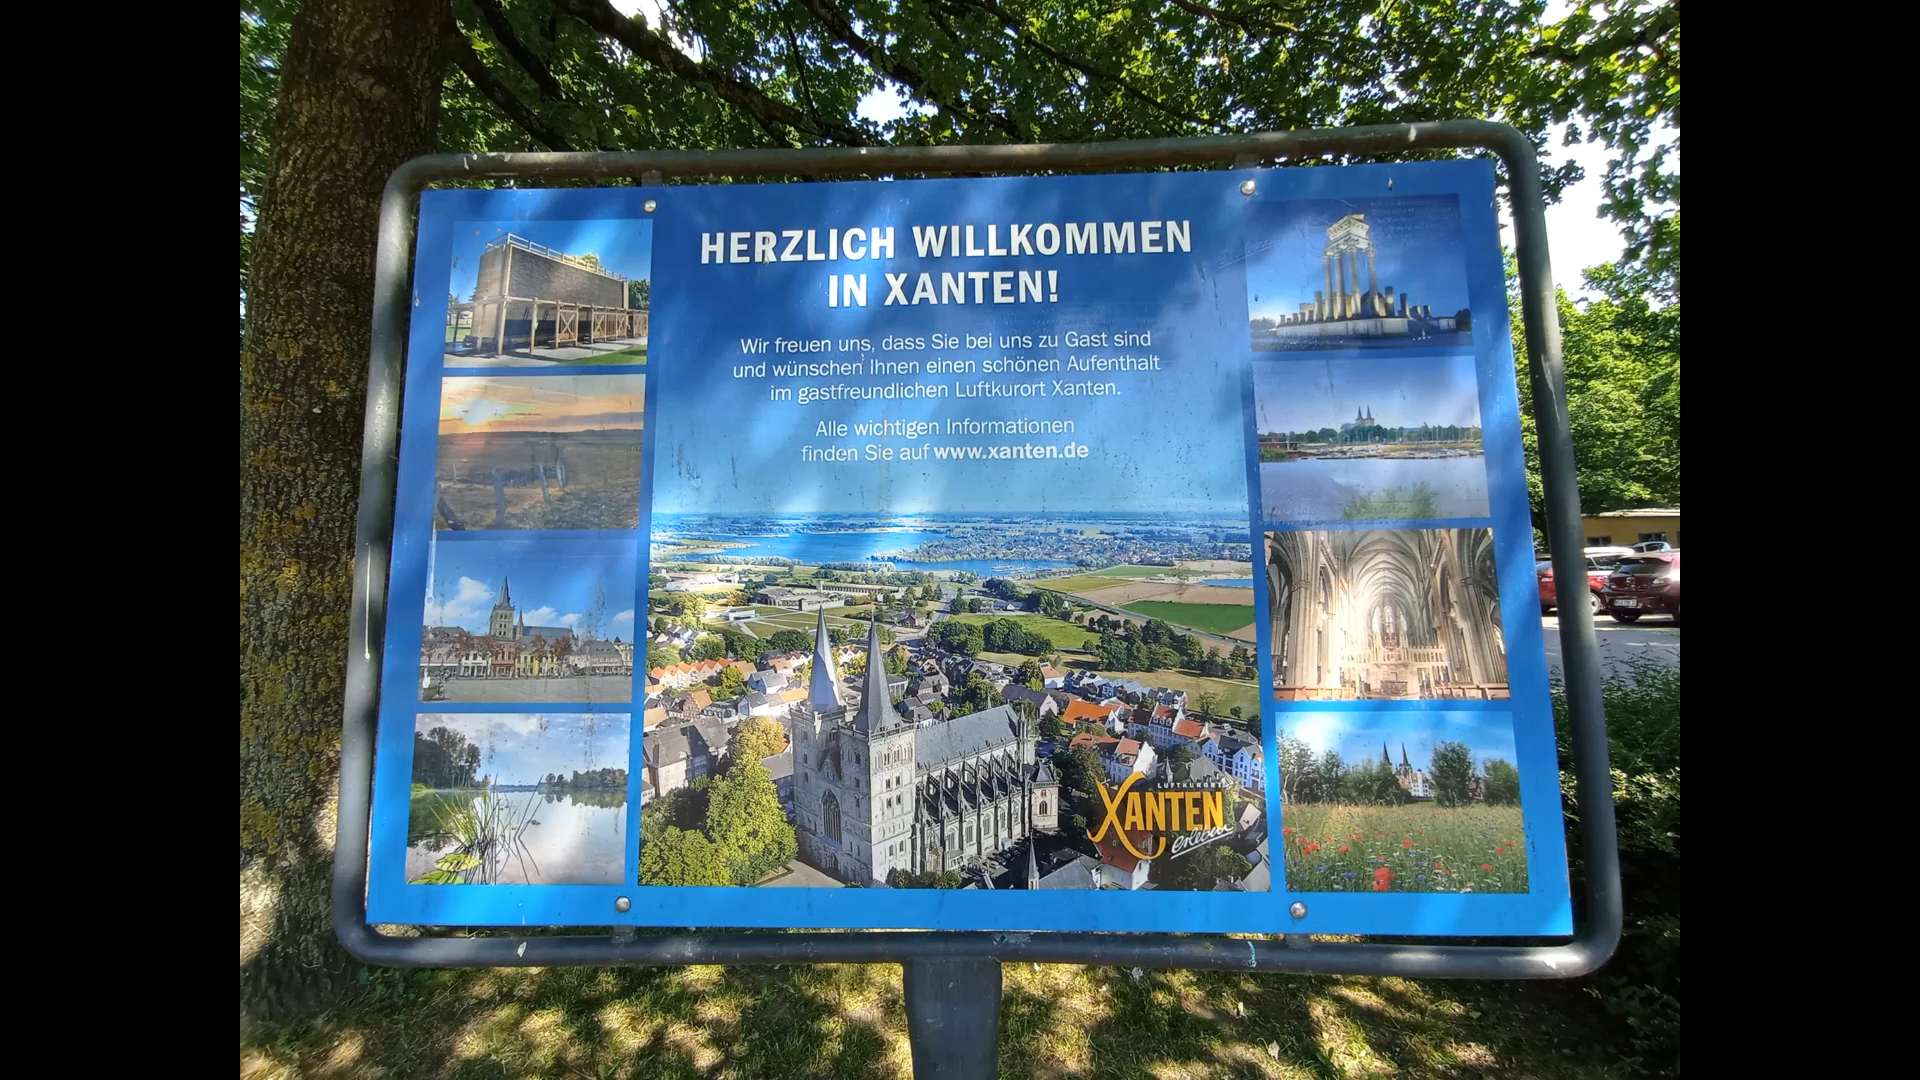 HERZLICH WILLKOMMEN
IN XANTEN!
Wir freuen uns, dass Sie bei uns zu Gast sind
und wünschen Ihnen einen schönen Aufenthalt
im gastfreundlichen Luftkurort Xanten.
Alle wichtigen Informationen
finden Sie auf www.xanten.de
LUFTKURORT
XANTEN
erleben